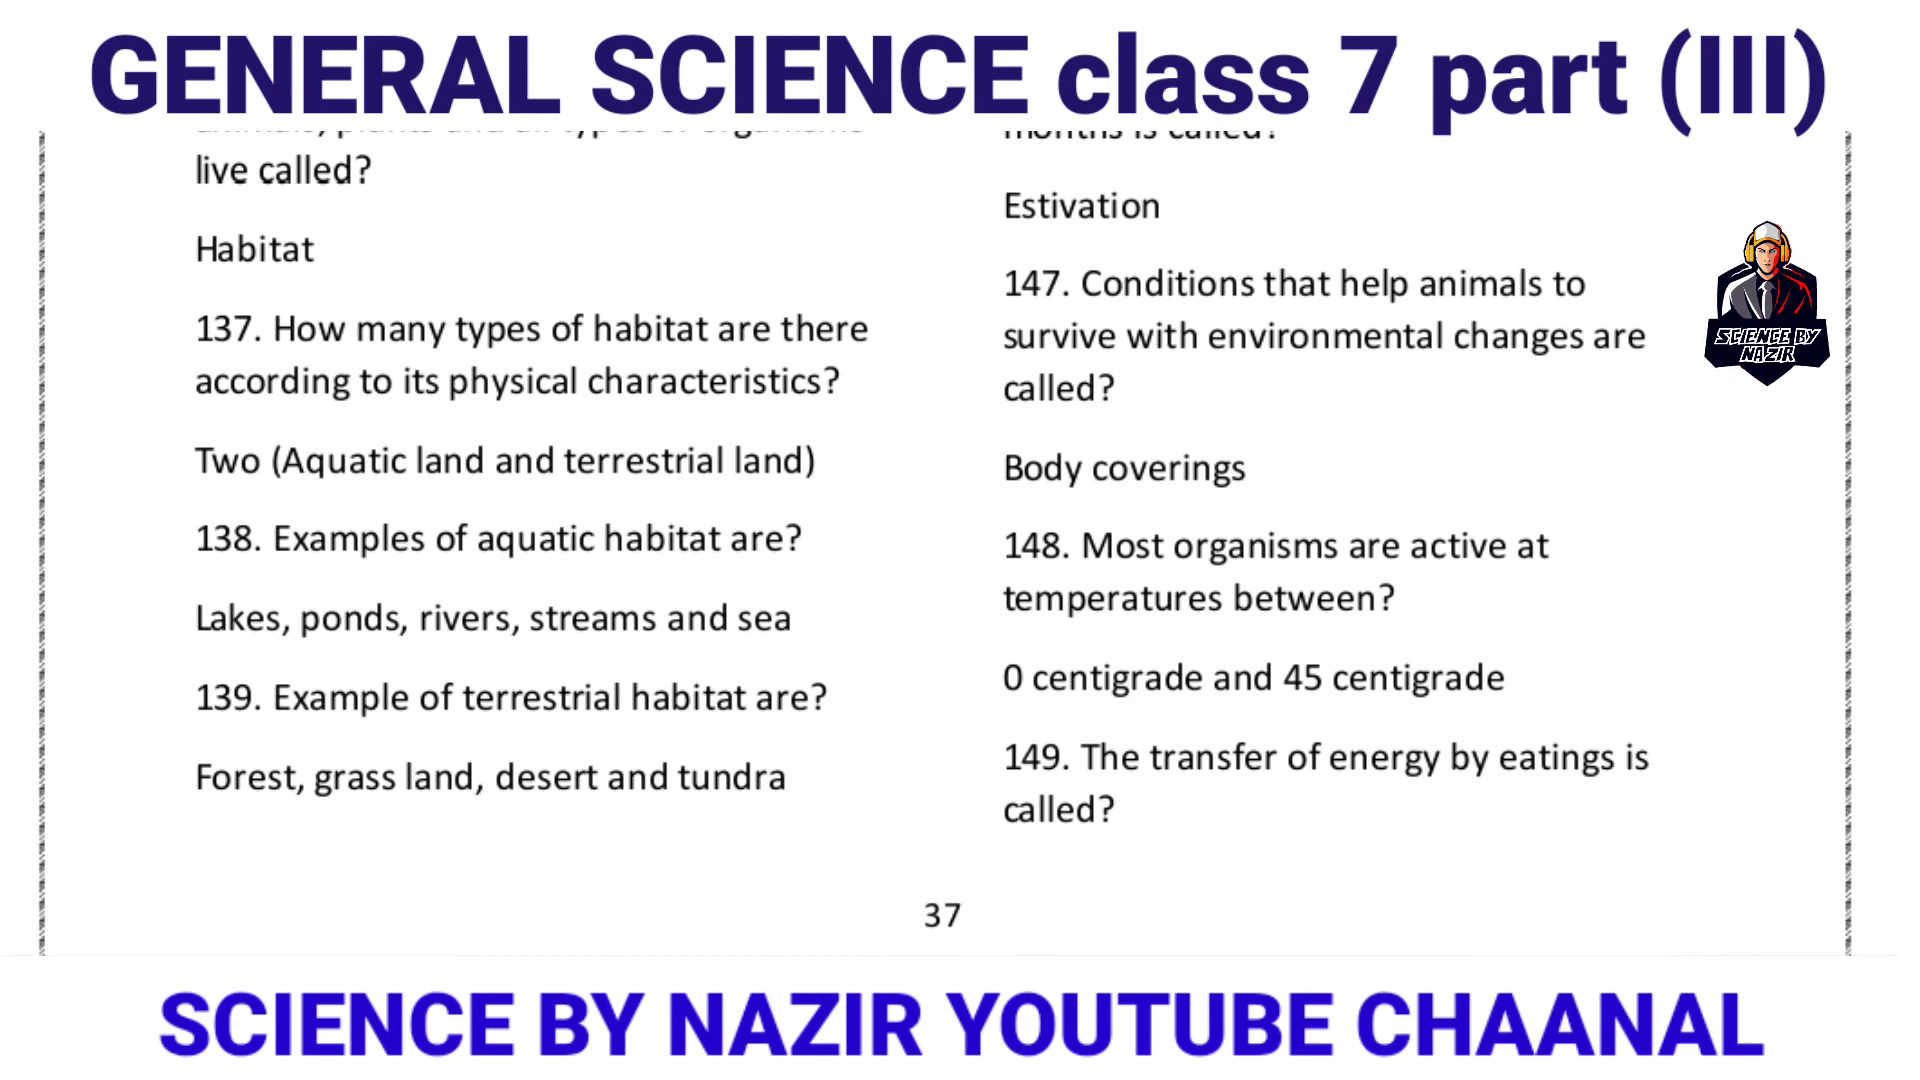 GENERAL SCIENCE class 7 part (III)
live called?
Habitat
137. How many types of habitat are there
according to its physical characteristics?
Two (Aquatic land and terrestrial land)
138. Examples of aquatic habitat are?
Lakes, ponds, rivers, streams and sea
139. Example of terrestrial habitat are?
Forest, grass land, desert and tundra
months is called?
Estivation
147. Conditions that help animals to
survive with environmental changes are
called?
Body coverings
148. Most organisms are active at
temperatures between?
0 centigrade and 45 centigrade
149. The transfer of energy by eatings is
called?
SCIENCE BY
NAZIR
37
SCIENCE BY NAZIR YOUTUBE CHAANAL